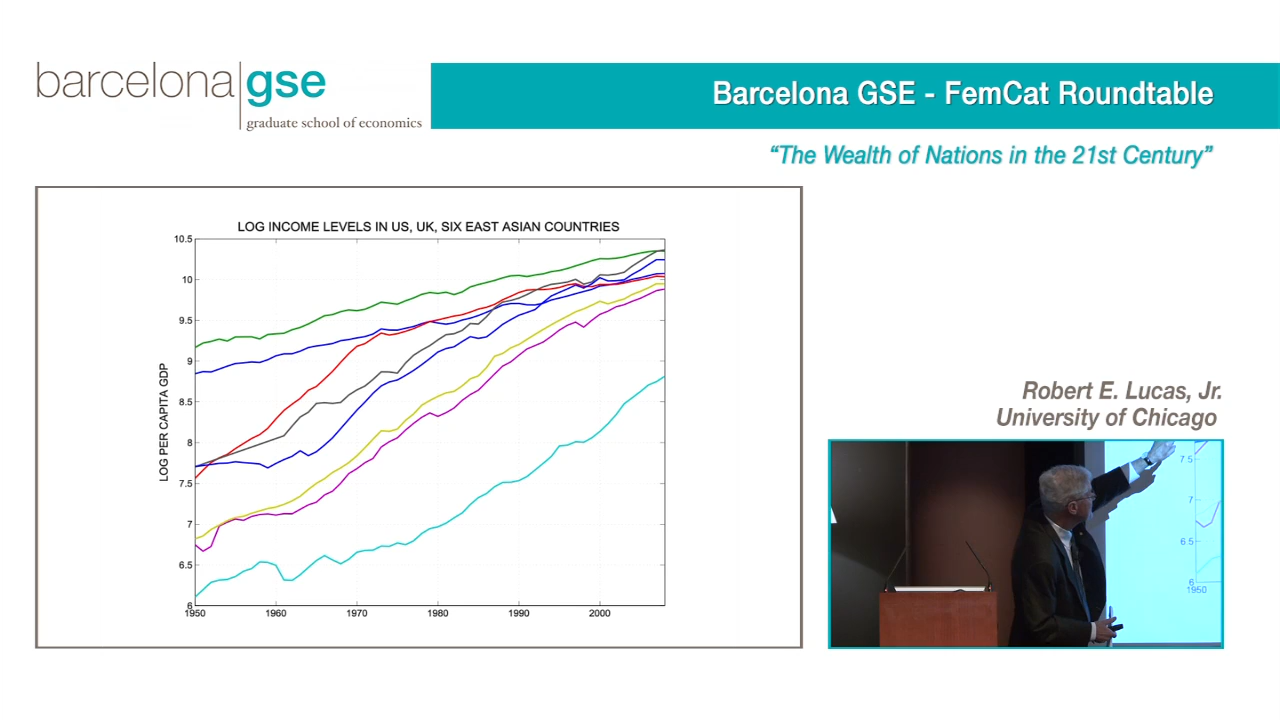 barcelona gse
graduate school of economics
Barcelona GSE - FemCat Roundtable
“The Wealth of Nations in the 21st Century”
LOG INCOME LEVELS IN US, UK, SIX EAST ASIAN COUNTRIES
LOG PER CAPITA GDP
10.5
10
9.5
9
8.5
8
7.5
7
6.5
6
1950 1960 1970 1980 1990 2000
Robert E. Lucas, Jr.
University of Chicago
A
7.5
7
6.5
6
1950